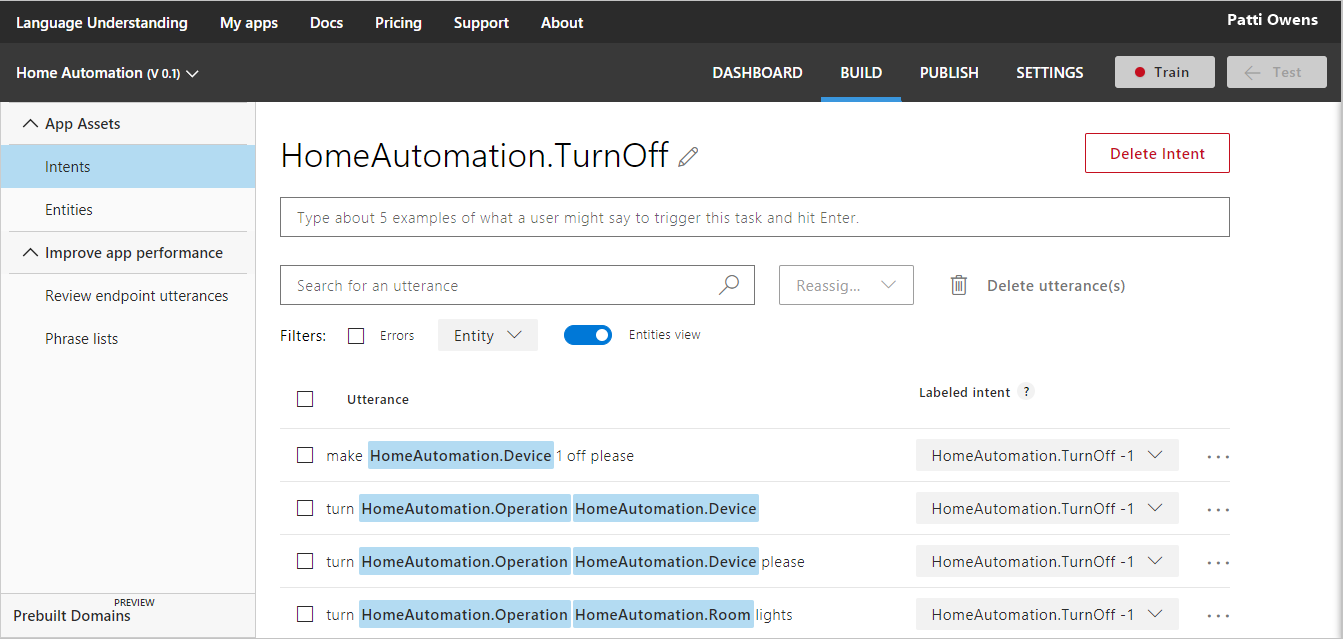 Language Understanding My apps Docs Pricing Support About Patti Owens
Home Automation (V 0.1) DASHBOARD BUILD PUBLISH SETTINGS Train Test
App Assets
Intents
Entities
Improve app performance
Review endpoint utterances
Phrase lists
PREVIEW
Prebuilt Domains
HomeAutomation.TurnOff Delete Intent
Type about 5 examples of what a user might say to trigger this task and hit Enter.
Search for an utterance Reassig... Delete utterance(s)
Filters: Errors Entity Entities view
Utterance Labeled intent ?
make HomeAutomation.Device 1 off please HomeAutomation.TurnOff -1 ...
turn HomeAutomation.Operation HomeAutomation.Device HomeAutomation.TurnOff -1 ...
turn HomeAutomation.Operation HomeAutomation.Device please HomeAutomation.TurnOff -1 ...
turn HomeAutomation.Operation HomeAutomation.Room lights HomeAutomation.TurnOff -1 ...